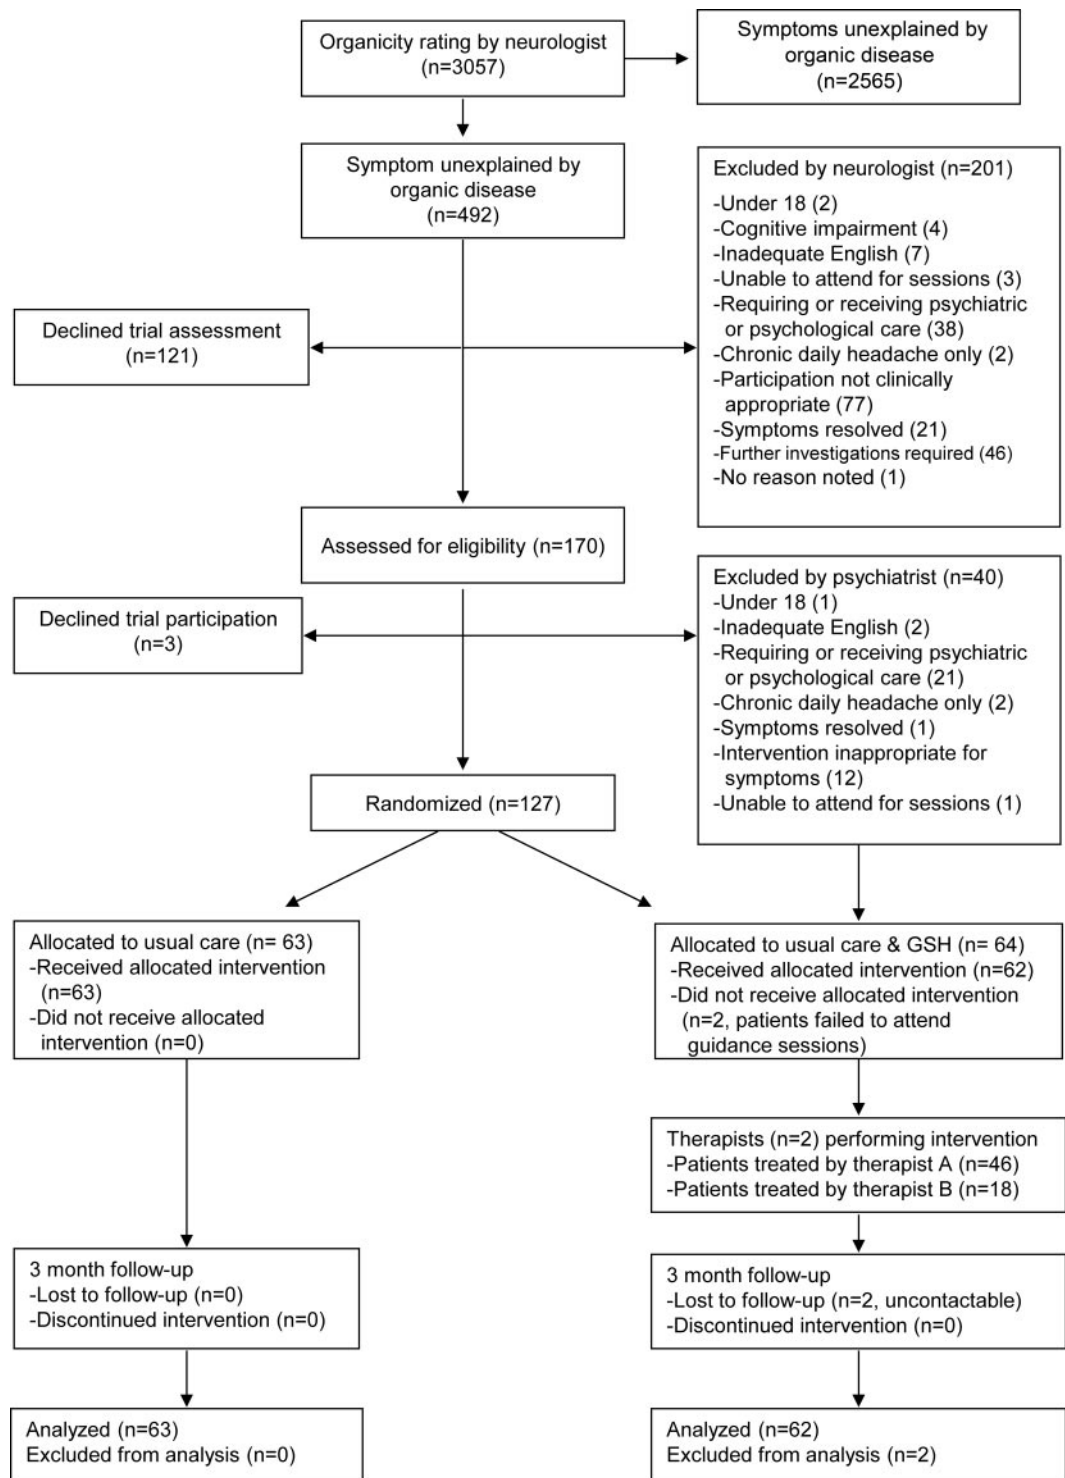 Organicity rating by neurologist
(n=3057)
Symptoms unexplained by
organic disease
(n=2565)
Symptom unexplained by
organic disease
(n=492)
Excluded by neurologist (n=201)
-Under 18 (2)
-Cognitive impairment (4)
-Inadequate English (7)
-Unable to attend for sessions (3)
-Requiring or receiving psychiatric
or psychological care (38)
-Chronic daily headache only (2)
-Participation not clinically
appropriate (77)
-Symptoms resolved (21)
-Further investigations required (46)
-No reason noted (1)
Declined trial assessment
(n=121)
Assessed for eligibility (n=170)
Excluded by psychiatrist (n=40)
-Under 18 (1)
-Inadequate English (2)
-Requiring or receiving psychiatric
or psychological care (21)
-Chronic daily headache only (2)
-Symptoms resolved (1)
-Intervention inappropriate for
symptoms (12)
-Unable to attend for sessions (1)
Declined trial participation
(n=3)
Randomized (n=127)
Allocated to usual care (n= 63)
-Received allocated intervention
(n=63)
-Did not receive allocated
intervention (n=0)
Allocated to usual care & GSH (n= 64)
-Received allocated intervention (n=62)
-Did not receive allocated intervention
(n=2, patients failed to attend
guidance sessions)
Therapists (n=2) performing intervention
-Patients treated by therapist A (n=46)
-Patients treated by therapist B (n=18)
3 month follow-up
-Lost to follow-up (n=0)
-Discontinued intervention (n=0)
3 month follow-up
-Lost to follow-up (n=2, uncontactable)
-Discontinued intervention (n=0)
Analyzed (n=63)
Excluded from analysis (n=0)
Analyzed (n=62)
Excluded from analysis (n=2)